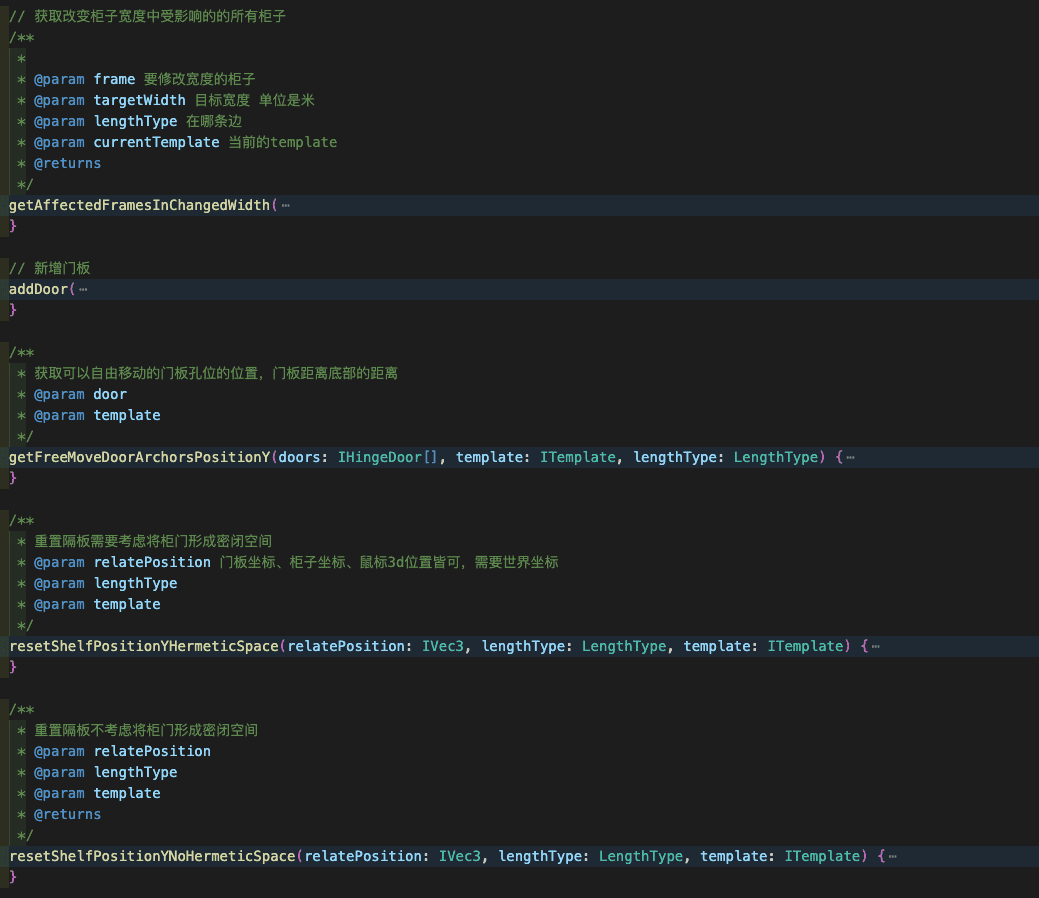 // 获取改变柜子宽度中受影响的的所有柜子
/**
 *
 * @param frame 要修改宽度的柜子
 * @param targetWidth 目标宽度 单位是米
 * @param lengthType 在哪条边
 * @param currentTemplate 当前的template
 * @returns
 */
getAffectedFramesInChangedWidth( ⋯
}
// 新增门板
addDoor( ⋯
}
/**
 * 获取可以自由移动的门板孔位的位置，门板距离底部的距离
 * @param door
 * @param template
 */
getFreeMoveDoorArchorsPositionY(doors: IHingeDoor[], template: ITemplate, lengthType: LengthType) { ⋯
}
/**
 * 重置隔板需要考虑将柜门形成密闭空间
 * @param relatePosition 门板坐标、柜子坐标、鼠标3d位置皆可，需要世界坐标
 * @param lengthType
 * @param template
 */
resetShelfPositionYHermeticSpace(relatePosition: IVec3, lengthType: LengthType, template: ITemplate) { ⋯
}
/**
 * 重置隔板不考虑将柜门形成密闭空间
 * @param relatePosition
 * @param lengthType
 * @param template
 * @returns
 */
resetShelfPositionYNoHermeticSpace(relatePosition: IVec3, lengthType: LengthType, template: ITemplate) { ⋯
}